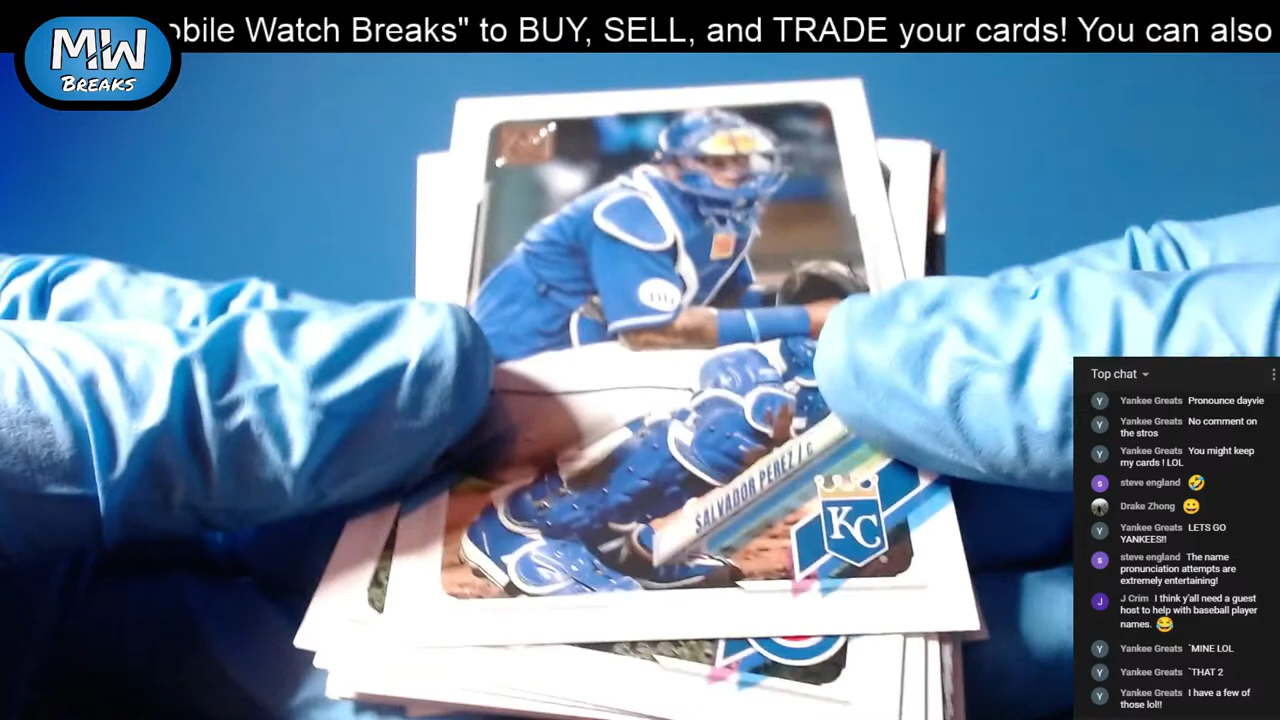 obile Watch Breaks" to BUY, SELL, and TRADE your cards! You can also
MW
BREAKS
SALVADOR PEREZ | C
KC
Top chat
Y Yankee Greats Pronounce dayvie
Y Yankee Greats No comment on
the stros
Y Yankee Greats You might keep
my cards ! LOL
s steve england 🤣
Drake Zhong 😀
Y Yankee Greats LETS GO
YANKEES!!
s steve england The name
pronunciation attempts are
extremely entertaining!
J J Crim I think y'all need a guest
host to help with baseball player
names. 😂
Y Yankee Greats `MINE LOL
Y Yankee Greats `THAT 2
Y Yankee Greats I have a few of
those lol!!